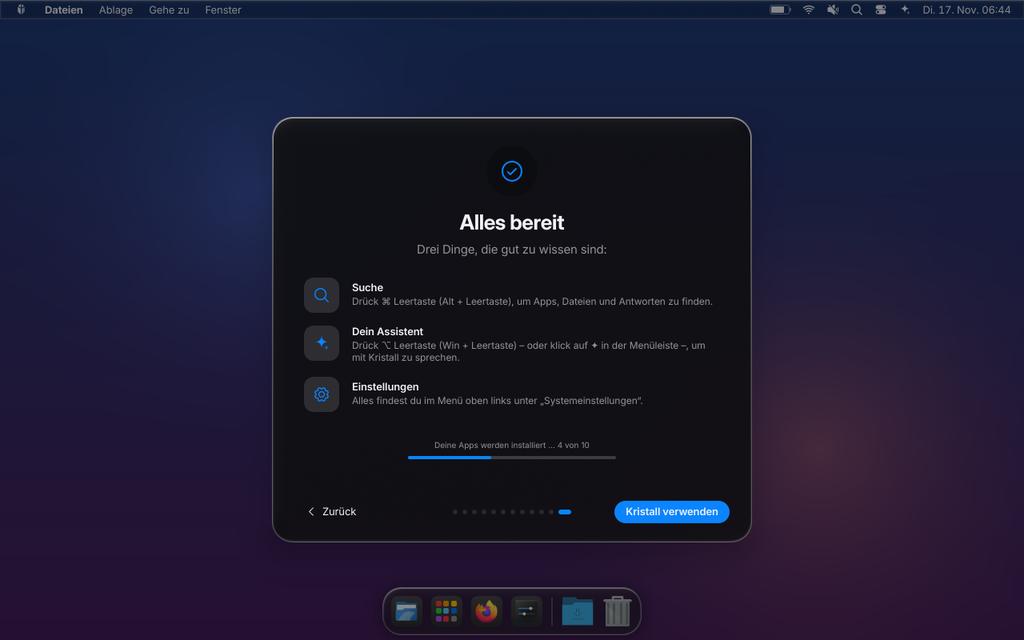 Dateien Ablage Gehe zu Fenster Di. 17. Nov. 06:44
Alles bereit
Drei Dinge, die gut zu wissen sind:
Suche
Drück ⌘ Leertaste (Alt + Leertaste), um Apps, Dateien und Antworten zu finden.
Dein Assistent
Drück ⌥ Leertaste (Win + Leertaste) – oder klick auf ✦ in der Menüleiste –, um
mit Kristall zu sprechen.
Einstellungen
Alles findest du im Menü oben links unter „Systemeinstellungen“.
Deine Apps werden installiert ... 4 von 10
Zurück
Kristall verwenden